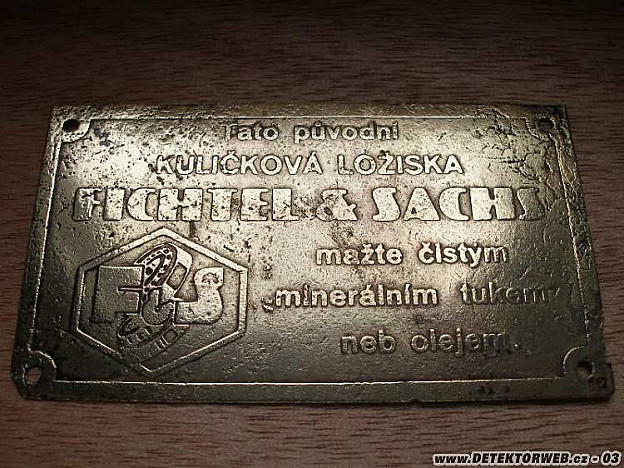 Tato původní
KULIČKOVÁ LOŽISKA
FICHTEL & SACHS
mažte čistým
minerálním tukem
neb olejem.
F&S
www.DETEKTORWEB.cz - 03